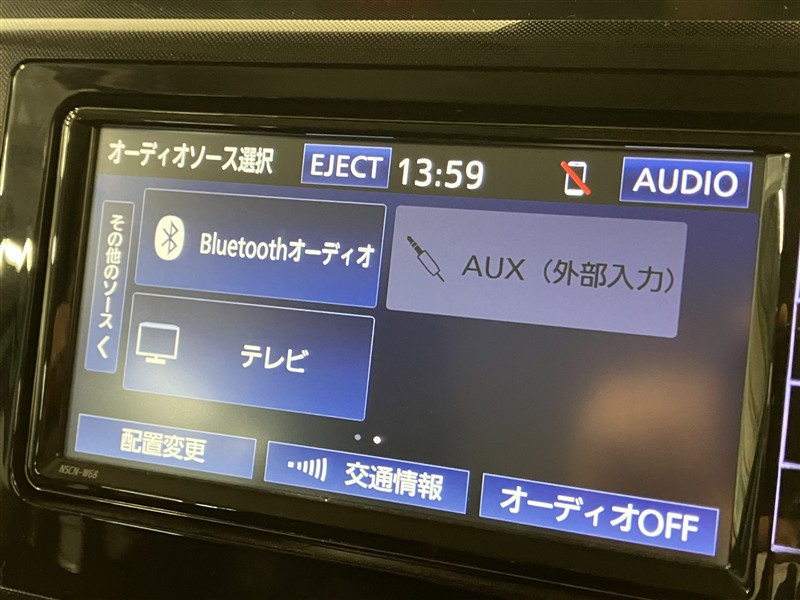 オーディオソース選択
EJECT
13:59
AUDIO
その他のソース く
Bluetoothオーディオ
AUX（外部入力）
テレビ
配置変更
交通情報
オーディオOFF
NSCN-W68